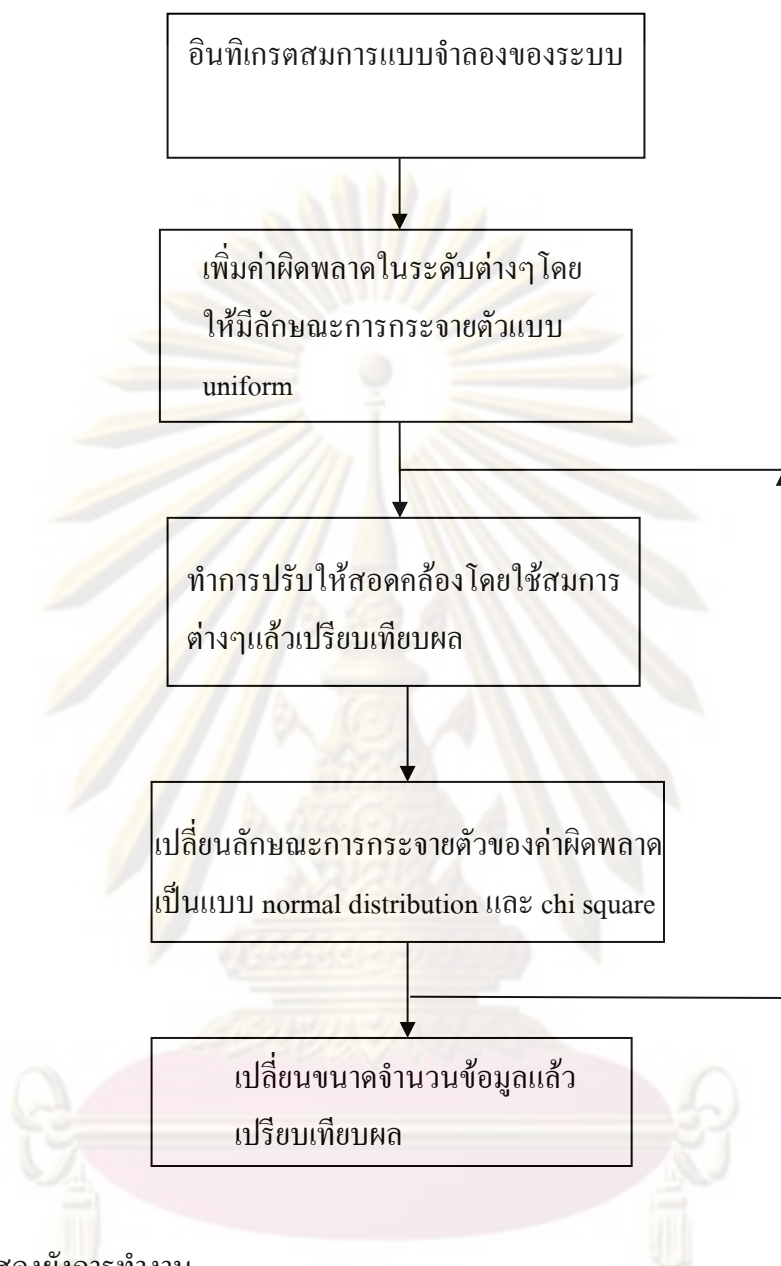 อินทิเกรตสมการแบบจำลองของระบบ
เพิ่มค่าผิดพลาดในระดับต่างๆโดย
ให้มีลักษณะการกระจายตัวแบบ
uniform
ทำการปรับให้สอดคล้องโดยใช้สมการ
ต่างๆแล้วเปรียบเทียบผล
เปลี่ยนลักษณะการกระจายตัวของค่าผิดพลาด
เป็นแบบ normal distribution และ chi square
เปลี่ยนขนาดจำนวนข้อมูลแล้ว
เปรียบเทียบผล